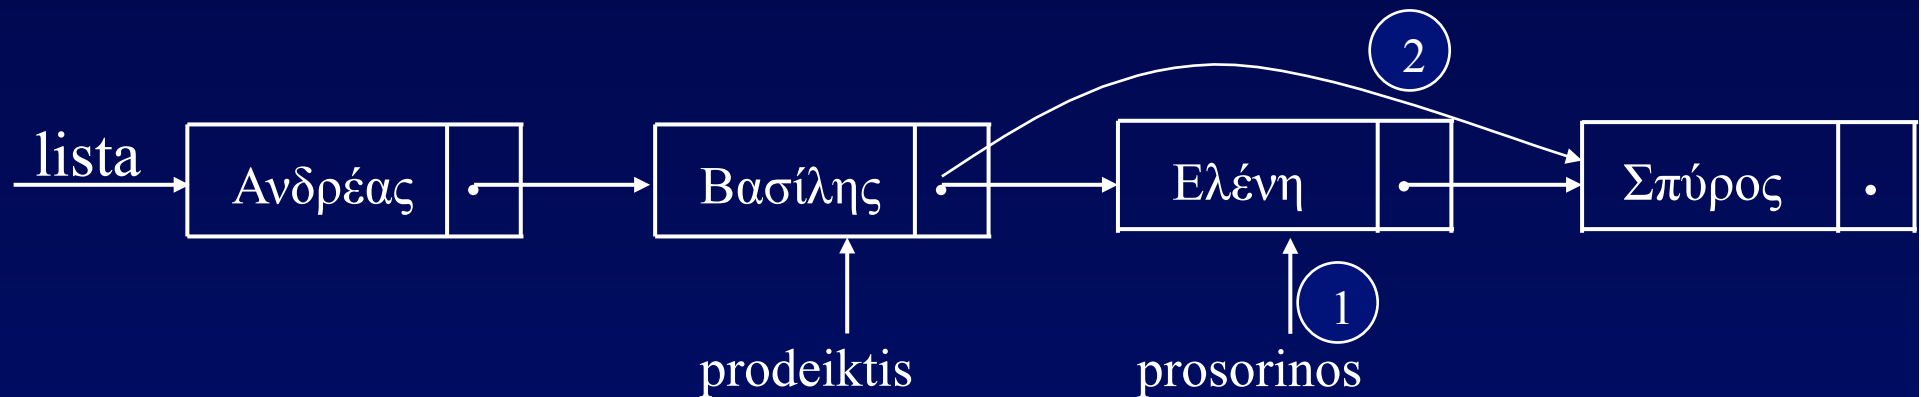 2
lista
Ανδρέας
Βασίλης
Ελένη
Σπύρος
1
prodeiktis
prosorinos